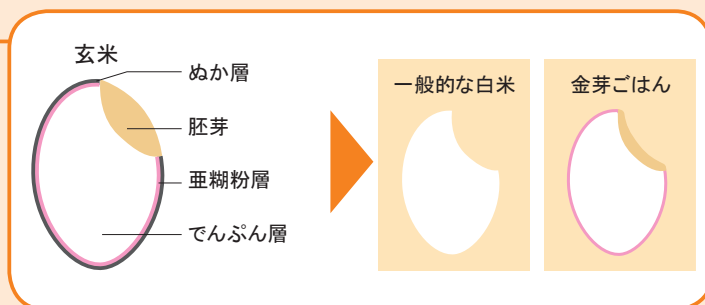 玄米
ぬか層
胚芽
亜糊粉層
でんぷん層
一般的な白米
金芽ごはん